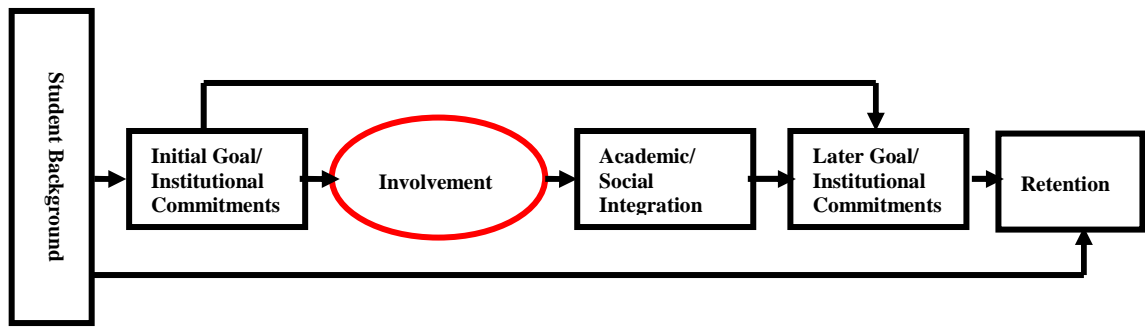 Student Background
Initial Goal/
Institutional
Commitments
Involvement
Academic/
Social
Integration
Later Goal/
Institutional
Commitments
Retention